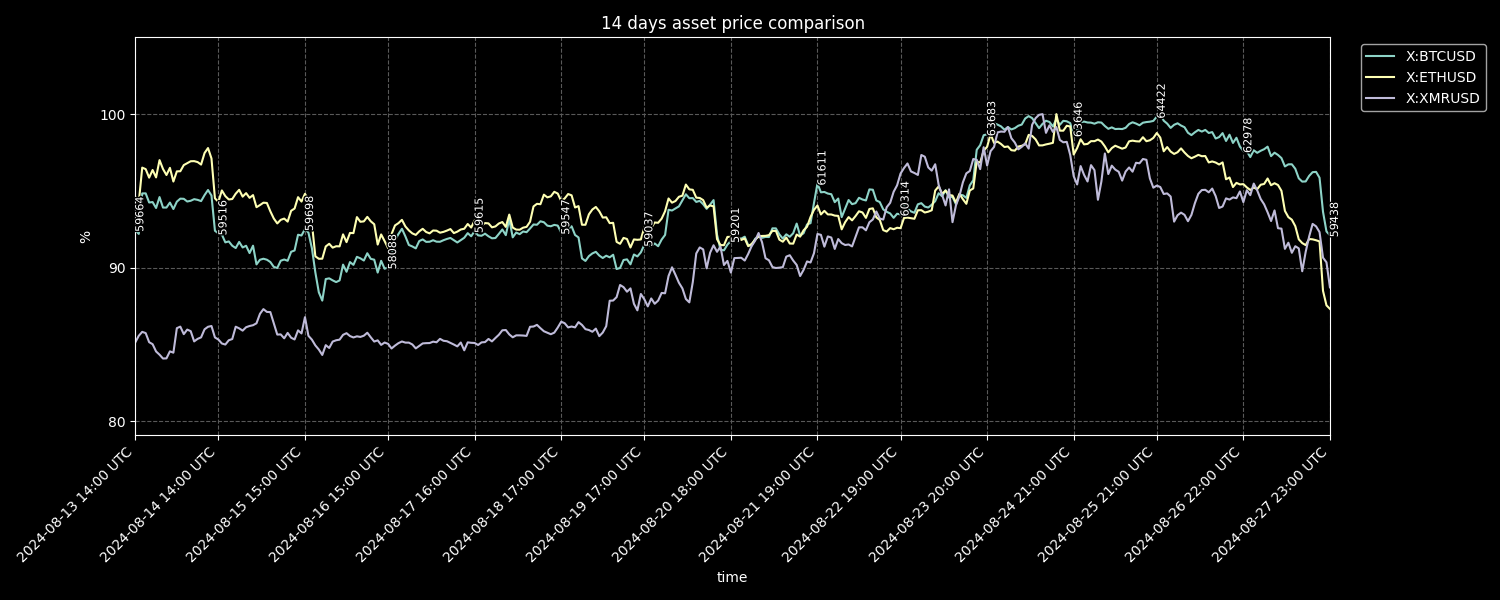 14 days asset price comparison
X:BTCUSD
X:ETHUSD
X:XMRUSD
100
90
80
%
59664
59516
59698
58088
59615
59547
59037
59201
61611
60314
63683
63646
64422
62978
59438
2024-08-13 14:00 UTC
2024-08-14 14:00 UTC
2024-08-15 15:00 UTC
2024-08-16 15:00 UTC
2024-08-17 16:00 UTC
2024-08-18 17:00 UTC
2024-08-19 17:00 UTC
2024-08-20 18:00 UTC
2024-08-21 19:00 UTC
2024-08-22 19:00 UTC
2024-08-23 20:00 UTC
2024-08-24 21:00 UTC
2024-08-25 21:00 UTC
2024-08-26 22:00 UTC
2024-08-27 23:00 UTC
time